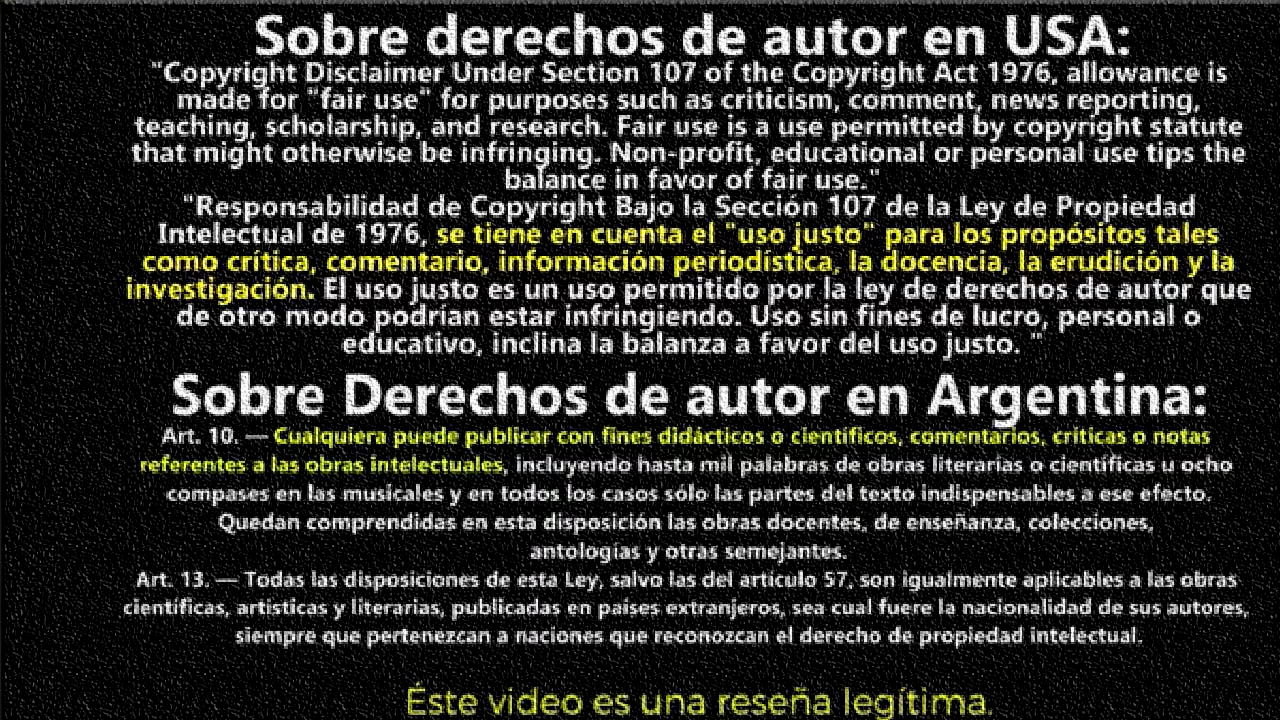 Sobre derechos de autor en USA:
"Copyright Disclaimer Under Section 107 of the Copyright Act 1976, allowance is
made for "fair use" for purposes such as criticism, comment, news reporting,
teaching, scholarship, and research. Fair use is a use permitted by copyright statute
that might otherwise be infringing. Non-profit, educational or personal use tips the
balance in favor of fair use."
"Responsabilidad de Copyright Bajo la Sección 107 de la Ley de Propiedad
Intelectual de 1976, se tiene en cuenta el "uso justo" para los propósitos tales
como crítica, comentario, información periodística, la docencia, la erudición y la
investigación. El uso justo es un uso permitido por la ley de derechos de autor que
de otro modo podrían estar infringiendo. Uso sin fines de lucro, personal o
educativo, inclina la balanza a favor del uso justo. "
Sobre Derechos de autor en Argentina:
Art. 10. — Cualquiera puede publicar con fines didácticos o científicos, comentarios, críticas o notas
referentes a las obras intelectuales, incluyendo hasta mil palabras de obras literarias o científicas u ocho
compases en las musicales y en todos los casos sólo las partes del texto indispensables a ese efecto.
Quedan comprendidas en esta disposición las obras docentes, de enseñanza, colecciones,
antologías y otras semejantes.
Art. 13. — Todas las disposiciones de esta Ley, salvo las del artículo 57, son igualmente aplicables a las obras
científicas, artísticas y literarias, publicadas en países extranjeros, sea cual fuere la nacionalidad de sus autores,
siempre que pertenezcan a naciones que reconozcan el derecho de propiedad intelectual.
Éste video es una reseña legítima.